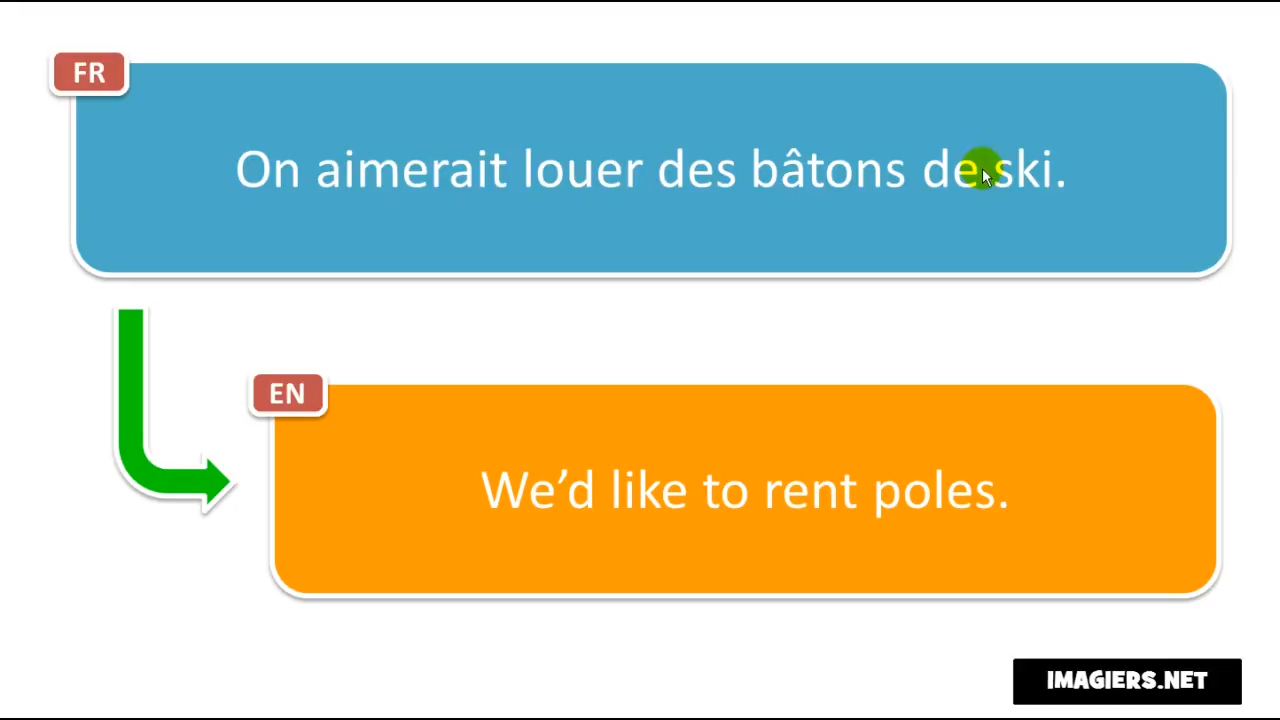 FR
On aimerait louer des bâtons de ski.
EN
We’d like to rent poles.
IMAGIERS.NET